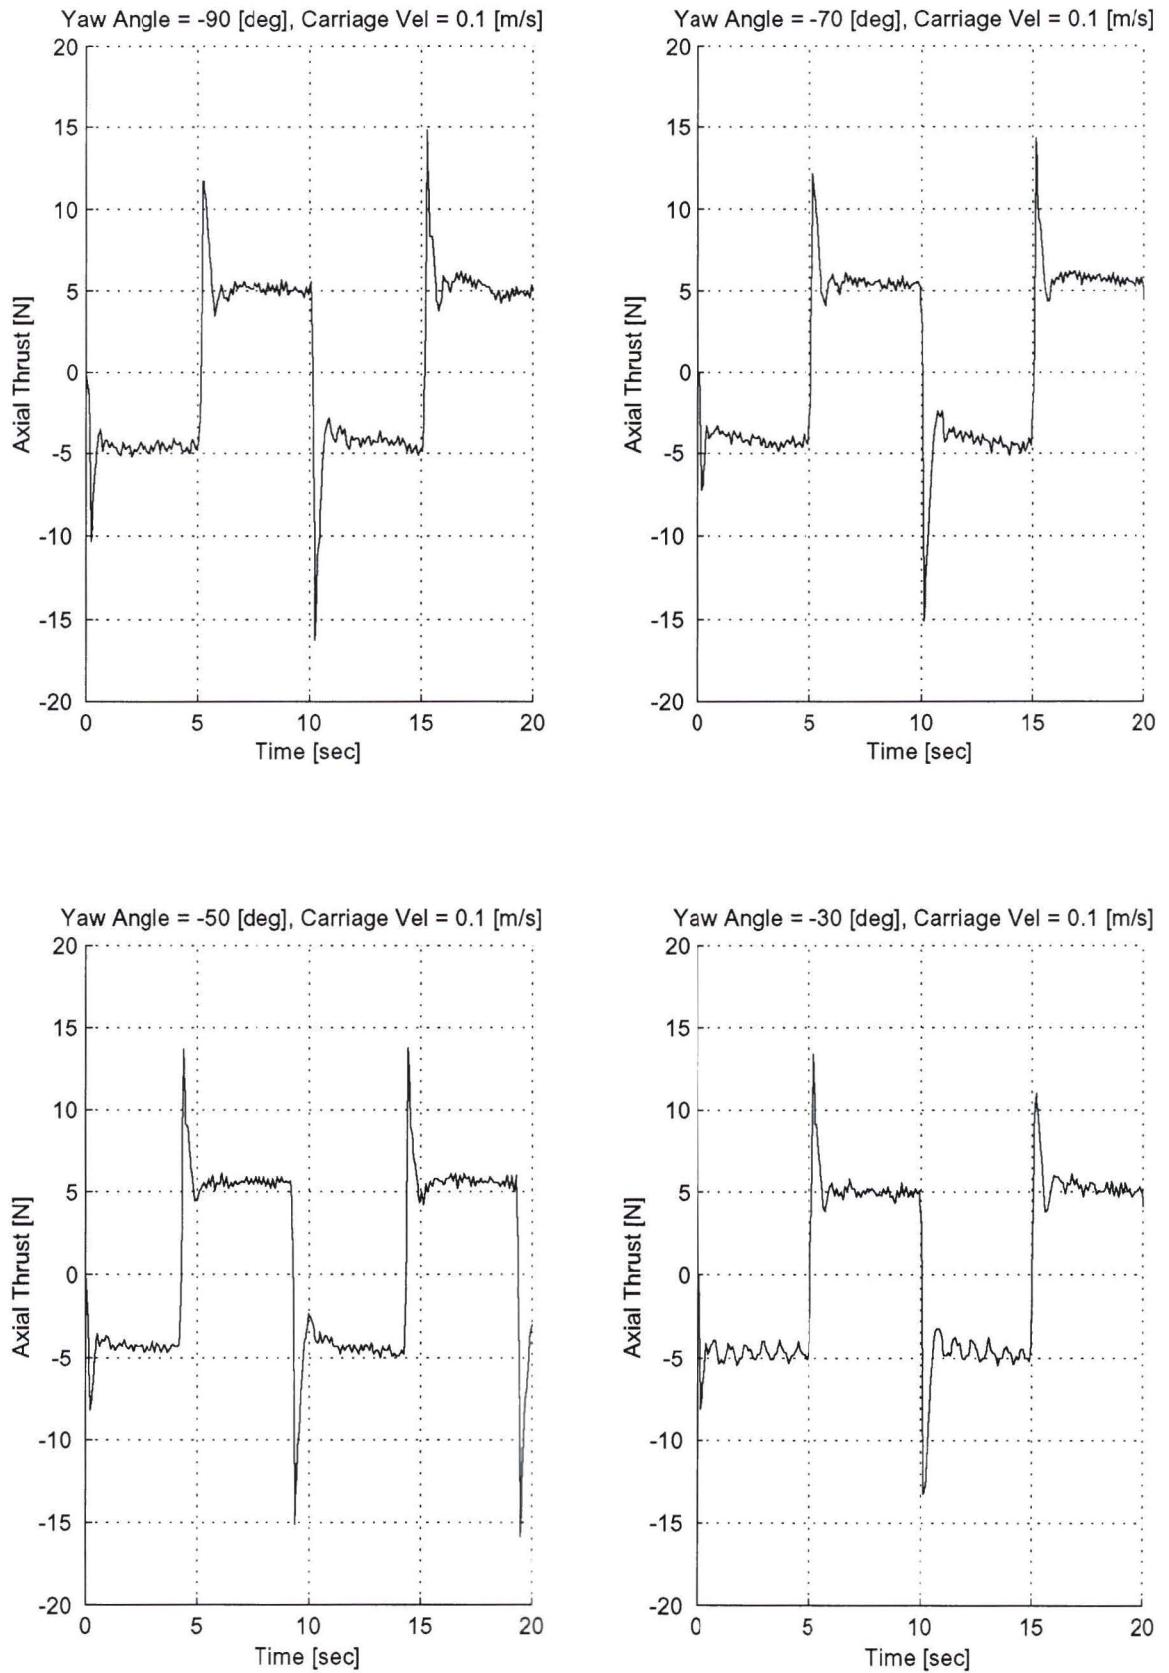 Yaw Angle = -90 [deg], Carriage Vel = 0.1 [m/s]
20
15
10
5
0
-5
-10
-15
-20
Axial Thrust [N]
0 5 10 15 20
Time [sec]
Yaw Angle = -70 [deg], Carriage Vel = 0.1 [m/s]
20
15
10
5
0
-5
-10
-15
-20
Axial Thrust [N]
0 5 10 15 20
Time [sec]
Yaw Angle = -50 [deg], Carriage Vel = 0.1 [m/s]
20
15
10
5
0
-5
-10
-15
-20
Axial Thrust [N]
0 5 10 15 20
Time [sec]
Yaw Angle = -30 [deg], Carriage Vel = 0.1 [m/s]
20
15
10
5
0
-5
-10
-15
-20
Axial Thrust [N]
0 5 10 15 20
Time [sec]